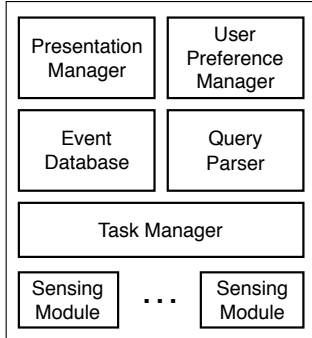 Presentation
Manager
User
Preference
Manager
Event
Database
Query
Parser
Task Manager
Sensing
Module
. . .
Sensing
Module